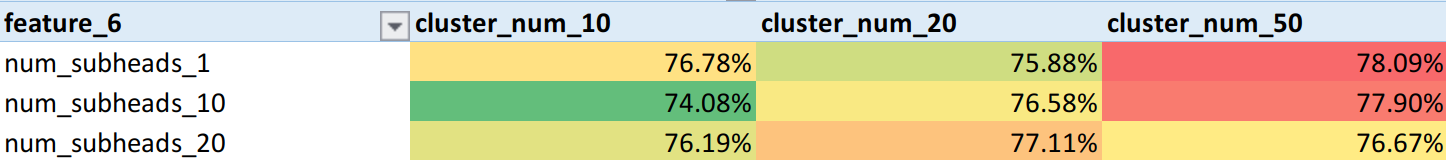 feature_6 cluster_num_10 cluster_num_20 cluster_num_50
num_subheads_1 76.78% 75.88% 78.09%
num_subheads_10 74.08% 76.58% 77.90%
num_subheads_20 76.19% 77.11% 76.67%